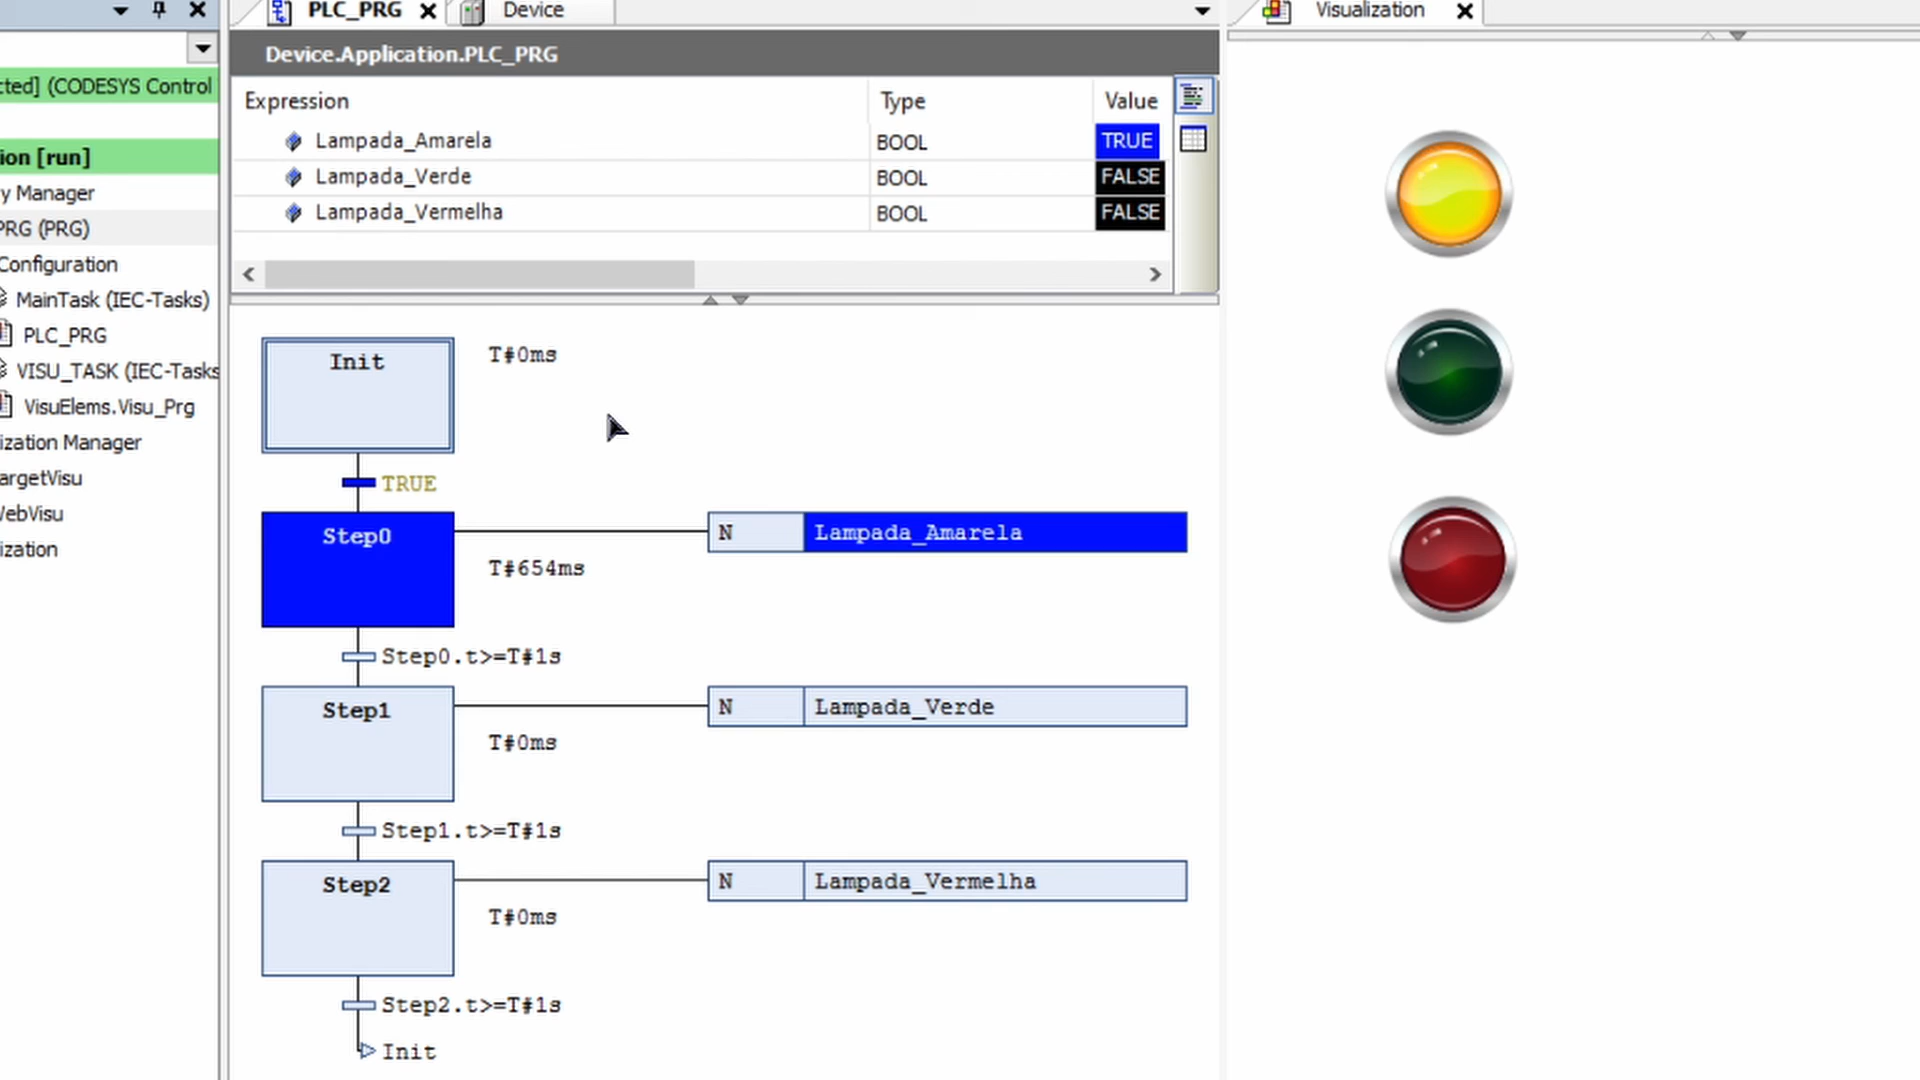 PLC_PRG
Device
Visualization
Device.Application.PLC_PRG
cted] (CODESYS Control
ion [run]
y Manager
PRG (PRG)
Configuration
MainTask (IEC-Tasks)
PLC_PRG
VISU_TASK (IEC-Tasks
VisuElems.Visu_Prg
ization Manager
argetVisu
WebVisu
ization
Expression Type Value
Lampada_Amarela BOOL TRUE
Lampada_Verde BOOL FALSE
Lampada_Vermelha BOOL FALSE
Init T#0ms
TRUE
Step0 N Lampada_Amarela
T#654ms
Step0.t>=T#1s
Step1 N Lampada_Verde
T#0ms
Step1.t>=T#1s
Step2 N Lampada_Vermelha
T#0ms
Step2.t>=T#1s
Init